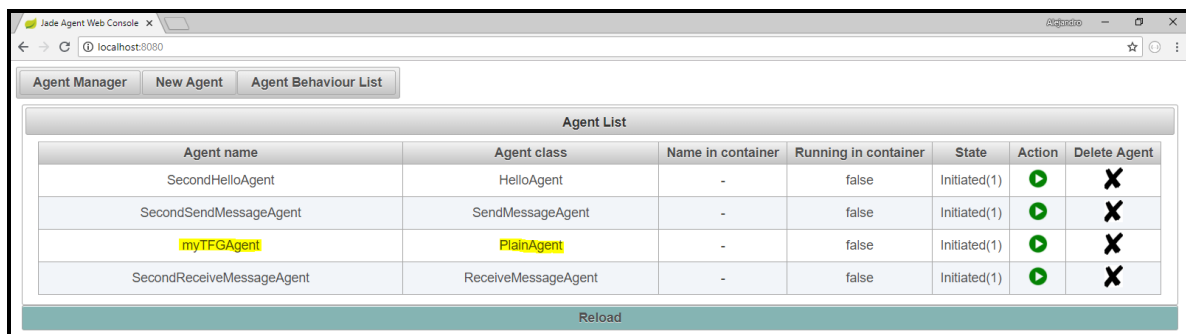 Jade Agent Web Console
Alejandro
localhost:8080
Agent Manager New Agent Agent Behaviour List
Agent List
Agent name Agent class Name in container Running in container State Action Delete Agent
SecondHelloAgent HelloAgent - false Initiated(1)
SecondSendMessageAgent SendMessageAgent - false Initiated(1)
myTFGAgent PlainAgent - false Initiated(1)
SecondReceiveMessageAgent ReceiveMessageAgent - false Initiated(1)
Reload